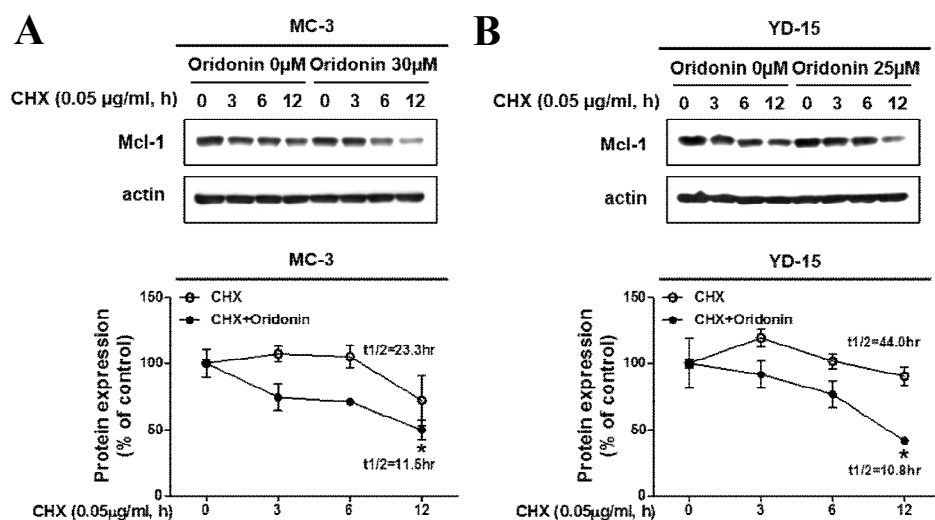 A
MC-3
Oridonin 0μM Oridonin 30μM
CHX (0.05 μg/ml, h) 0 3 6 12 0 3 6 12
Mcl-1
actin
MC-3
Protein expression
(% of control)
150
100
50
0
CHX
CHX+Oridonin
t1/2=23.3hr
*
t1/2=11.5hr
0 3 6 12
CHX (0.05μg/ml, h)
B
YD-15
Oridonin 0μM Oridonin 25μM
CHX (0.05 μg/ml, h) 0 3 6 12 0 3 6 12
Mcl-1
actin
YD-15
Protein expression
(% of control)
150
100
50
0
CHX
CHX+Oridonin
t1/2=44.0hr
*
t1/2=10.8hr
0 3 6 12
CHX (0.05μg/ml, h)